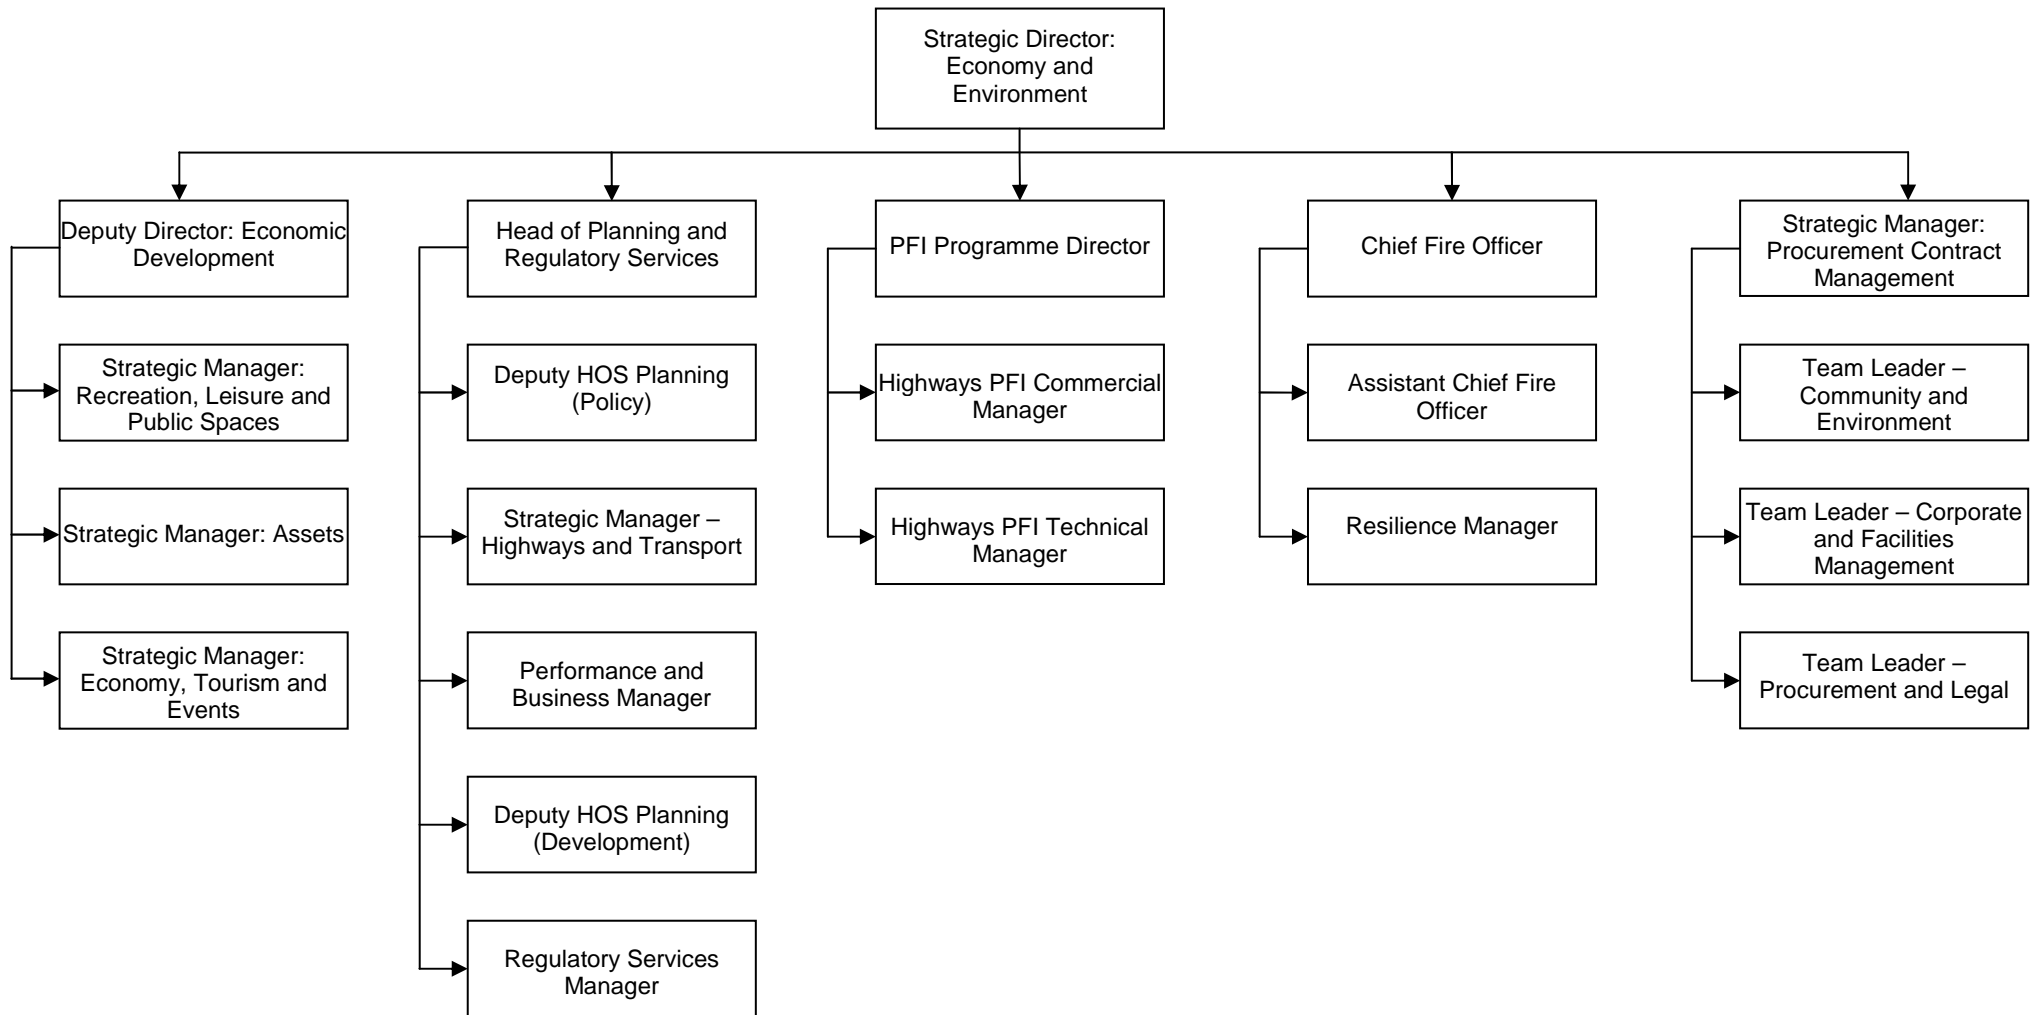 Strategic Director:
Economy and
Environment
Deputy Director: Economic
Development
Strategic Manager:
Recreation, Leisure and
Public Spaces
Strategic Manager: Assets
Strategic Manager:
Economy, Tourism and
Events
Head of Planning and
Regulatory Services
Deputy HOS Planning
(Policy)
Strategic Manager –
Highways and Transport
Performance and
Business Manager
Deputy HOS Planning
(Development)
Regulatory Services
Manager
PFI Programme Director
Highways PFI Commercial
Manager
Highways PFI Technical
Manager
Chief Fire Officer
Assistant Chief Fire
Officer
Resilience Manager
Strategic Manager:
Procurement Contract
Management
Team Leader –
Community and
Environment
Team Leader – Corporate
and Facilities
Management
Team Leader –
Procurement and Legal